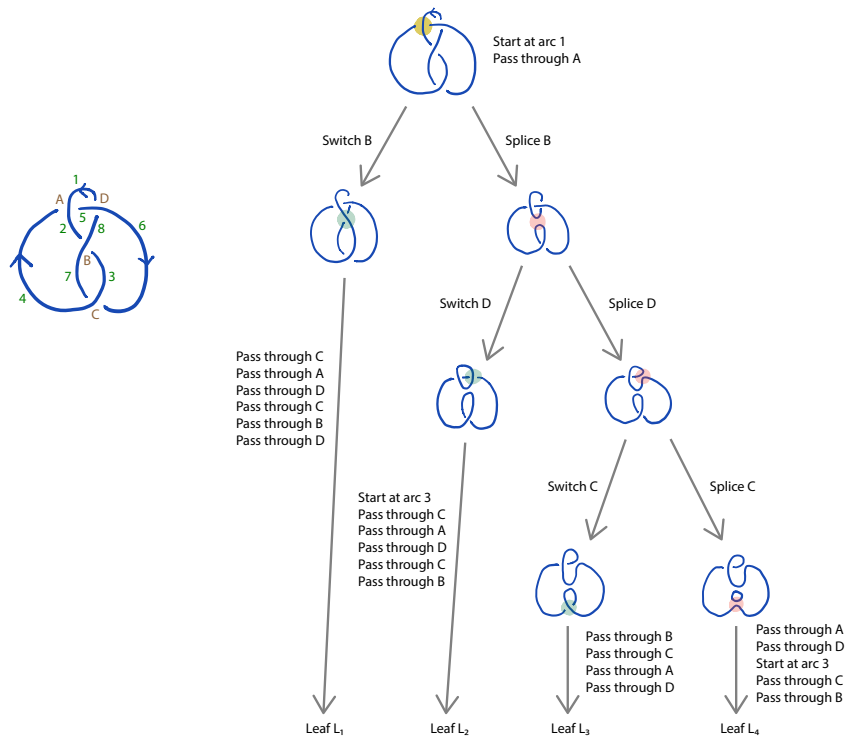 Start at arc 1
Pass through A
Switch B
Splice B
1
A
D
5
2
8
6
B
7
3
4
C
Switch D
Splice D
Pass through C
Pass through A
Pass through D
Pass through C
Pass through B
Pass through D
Switch C
Splice C
Start at arc 3
Pass through C
Pass through A
Pass through D
Pass through C
Pass through B
Pass through B
Pass through C
Pass through A
Pass through D
Pass through A
Pass through D
Start at arc 3
Pass through C
Pass through B
Leaf L₁
Leaf L₂
Leaf L₃
Leaf L₄